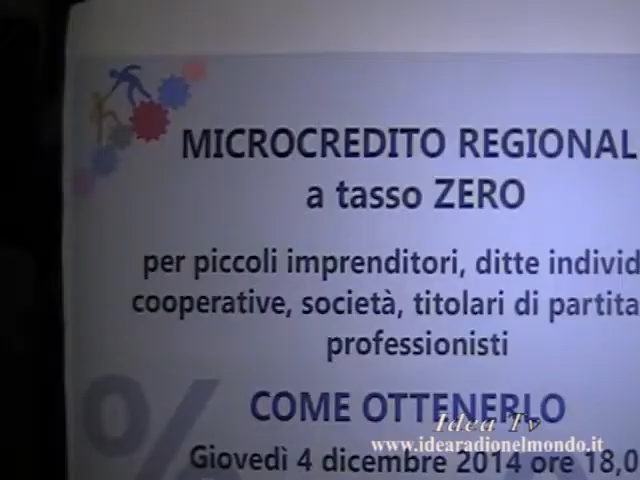 MICROCREDITO REGIONAL
a tasso ZERO
per piccoli imprenditori, ditte individ
cooperative, società, titolari di partita
professionisti
%
COME OTTENERLO
Idea Tv
www.idearadionelmondo.it
Giovedì 4 dicembre 2014 ore 18,0